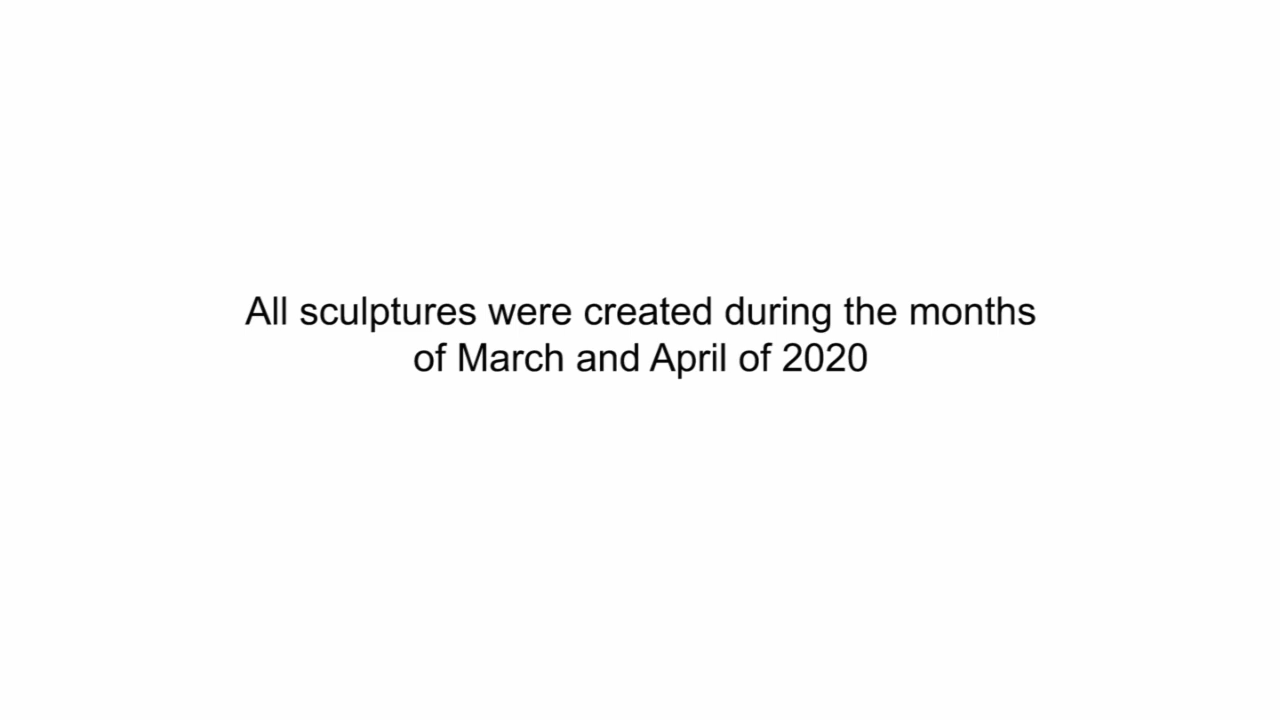 All sculptures were created during the months
of March and April of 2020